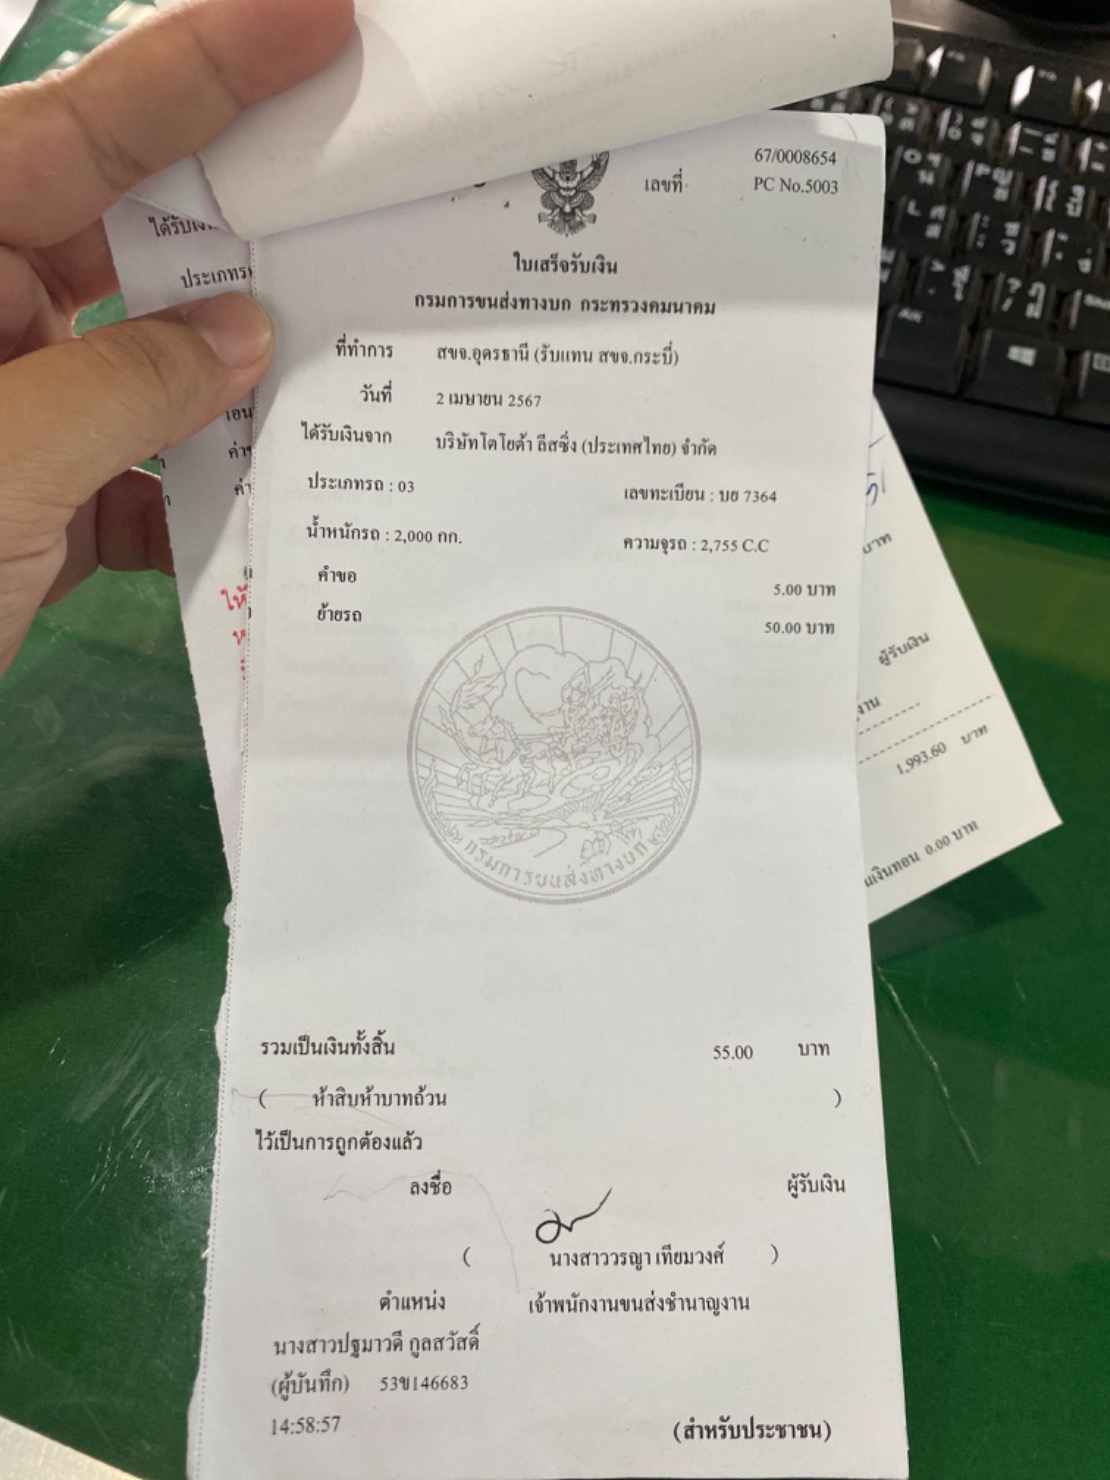 67/0008654
เลขที่ PC No.5003
ใบเสร็จรับเงิน
กรมการขนส่งทางบก กระทรวงคมนาคม
ที่ทำการ สขจ.อุดรธานี (รับแทน สขจ.กระบี่)
วันที่ 2 เมษายน 2567
ได้รับเงินจาก บริษัทโตโยต้า ลีสซิ่ง (ประเทศไทย) จำกัด
ประเภทรถ : 03 เลขทะเบียน : บย 7364
น้ำหนักรถ : 2,000 กก. ความจุรถ : 2,755 C.C
คำขอ 5.00 บาท
ย้ายรถ 50.00 บาท
กรมการขนส่งทางบก
รวมเป็นเงินทั้งสิ้น 55.00 บาท
( ห้าสิบห้าบาทถ้วน )
ไว้เป็นการถูกต้องแล้ว
ลงชื่อ ผู้รับเงิน
( นางสาววรญา เทียมวงศ์ )
ตำแหน่ง เจ้าพนักงานขนส่งชำนาญงาน
นางสาวปฐมาวดี กูลสวัสดิ์
(ผู้บันทึก) 53ข146683
14:58:57
(สำหรับประชาชน)
ประเภทร
ผู้รับเงิน
1,993.60 บาท
เงินทอน 0.00 บาท